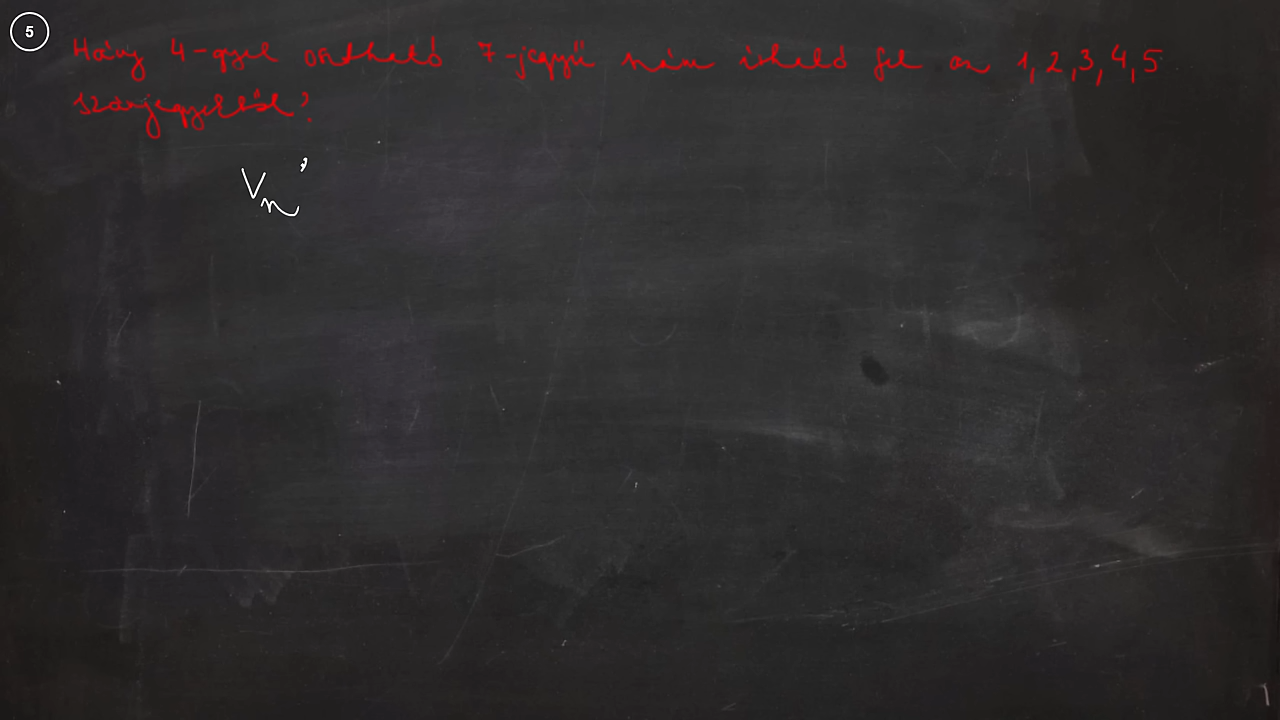 5
Hány 4-gyel osztható 7-jegyű szám írható fel az 1,2,3,4,5
számjegyekből?
Vn'